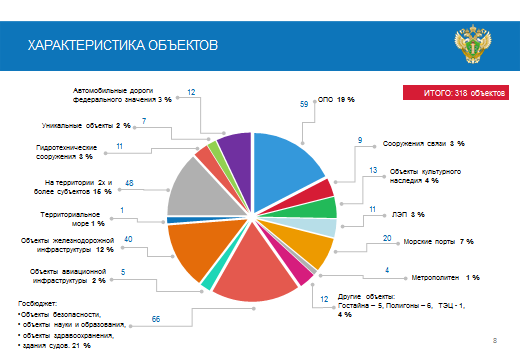 ХАРАКТЕРИСТИКА ОБЪЕКТОВ
ИТОГО: 318 объектов
Автомобильные дороги
федерального значения 3 %
12
59
ОПО 19 %
Уникальные объекты 2 %
7
Гидротехнические
сооружения 3 %
11
9
Сооружения связи 3 %
На территории 2х и
более субъектов 15 %
48
13
Объекты культурного
наследия 4 %
Территориальное
море 1 %
1
11
ЛЭП 3 %
Объекты железнодорожной
инфраструктуры 12 %
40
20
Морские порты 7 %
Объекты авиационной
инфраструктуры 2 %
5
4
Метрополитен 1 %
12
Другие объекты:
Гостайна – 5, Полигоны – 6, ТЭЦ - 1,
4 %
Госбюджет:
•Объекты безопасности,
• объекты науки и образования,
• объекты здравоохранения,
• здания судов. 21 %
66
8